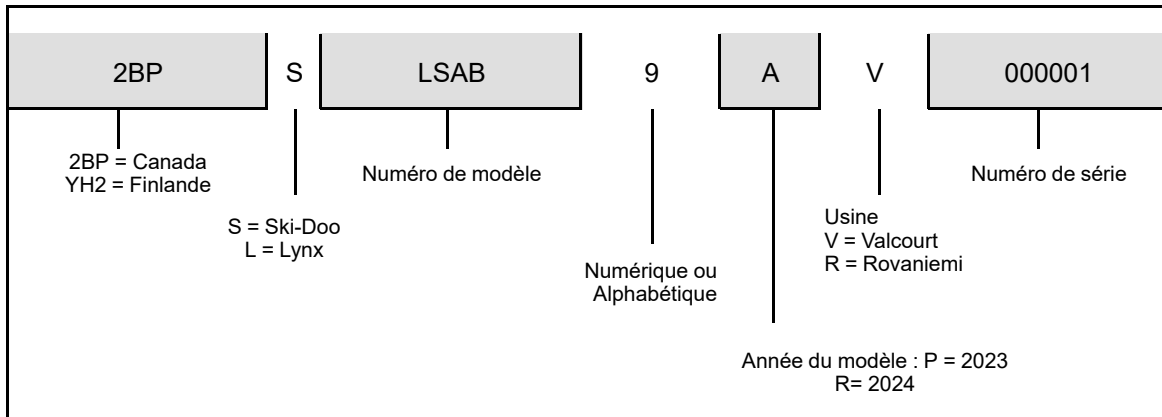 2BP S LSAB 9 A V 000001
2BP = Canada
YH2 = Finlande
Numéro de modèle
Numéro de série
S = Ski-Doo
L = Lynx
Usine
V = Valcourt
R = Rovaniemi
Numérique ou
Alphabétique
Année du modèle : P = 2023
R= 2024